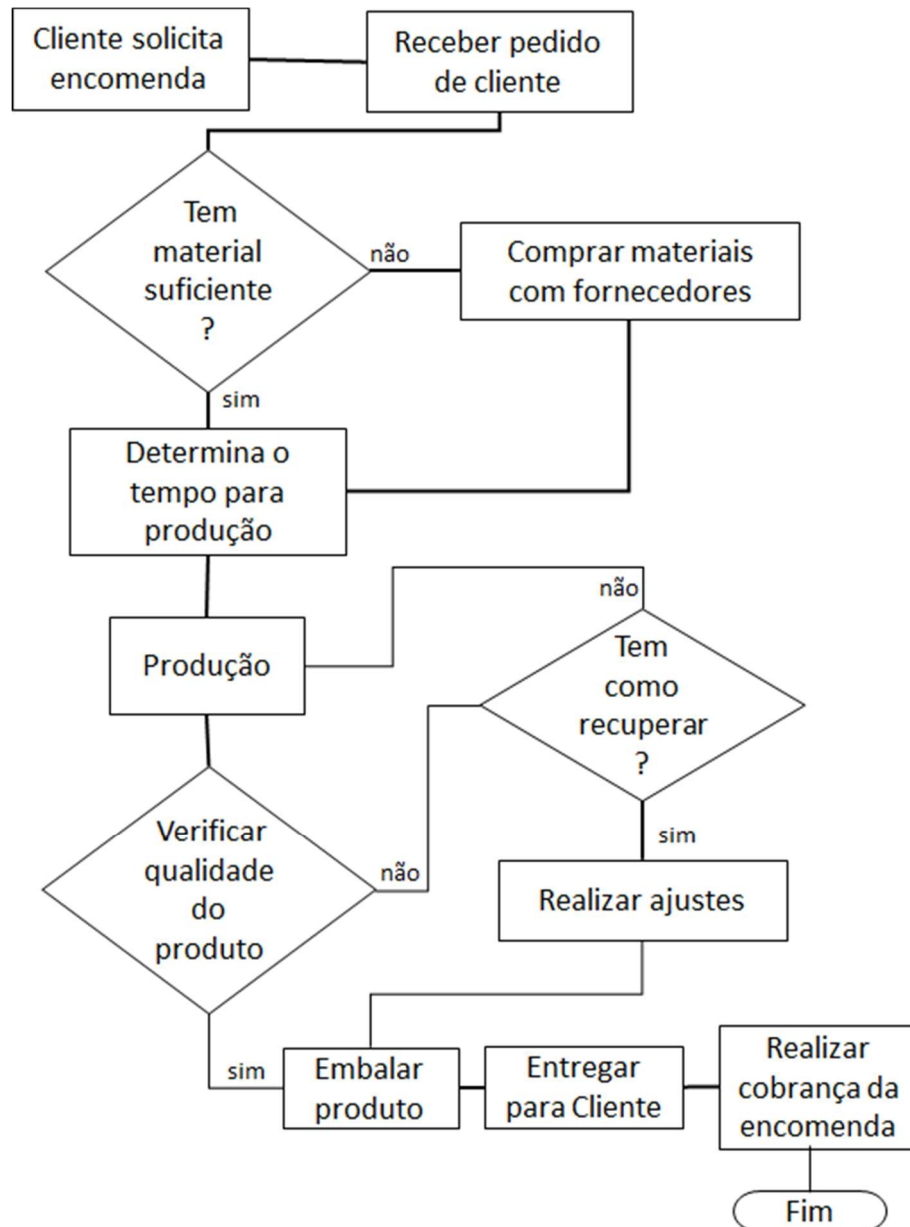 Cliente solicita
encomenda
Receber pedido
de cliente
Tem
material
suficiente
?
não
Comprar materiais
com fornecedores
sim
Determina o
tempo para
produção
não
Produção
Tem
como
recuperar
?
Verificar
qualidade
do
produto
não
sim
Realizar ajustes
sim
Embalar
produto
Entregar
para Cliente
Realizar
cobrança da
encomenda
Fim